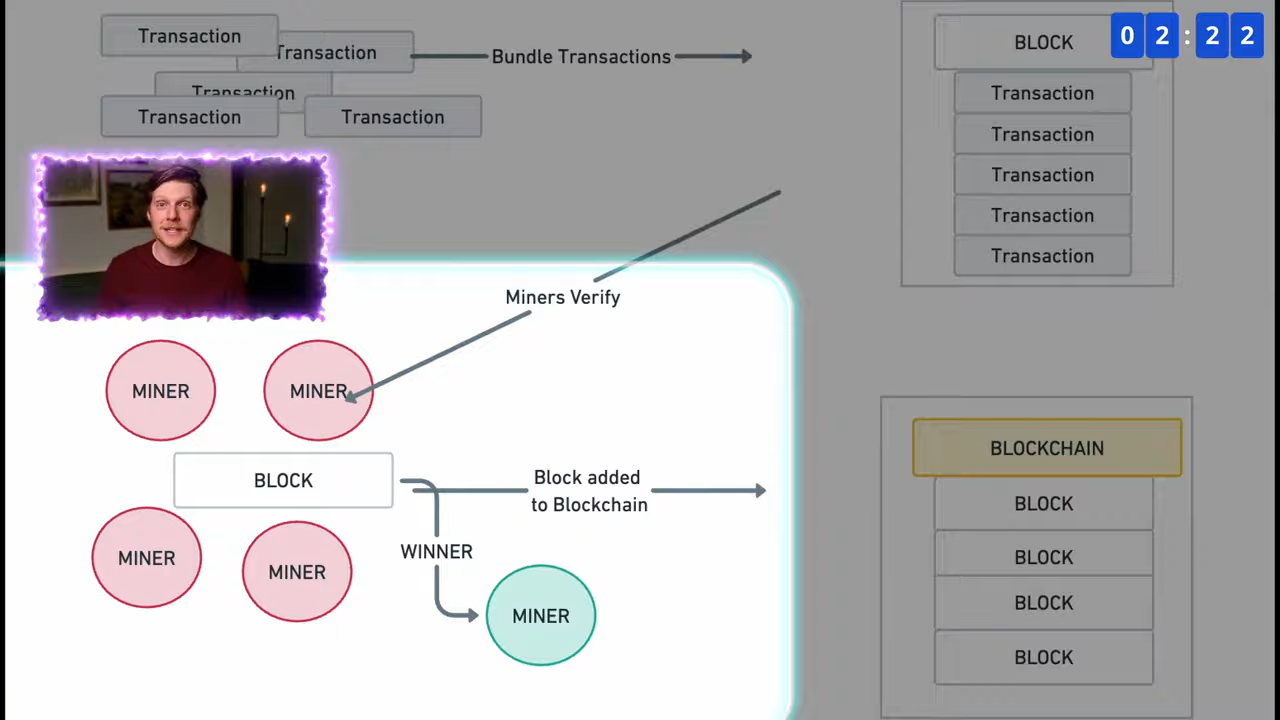 Transaction
Transaction
Transaction
Transaction
Transaction
Bundle Transactions
BLOCK
02:22
Transaction
Transaction
Transaction
Transaction
Transaction
Miners Verify
MINER
MINER
BLOCK
MINER
MINER
WINNER
MINER
Block added
to Blockchain
BLOCKCHAIN
BLOCK
BLOCK
BLOCK
BLOCK